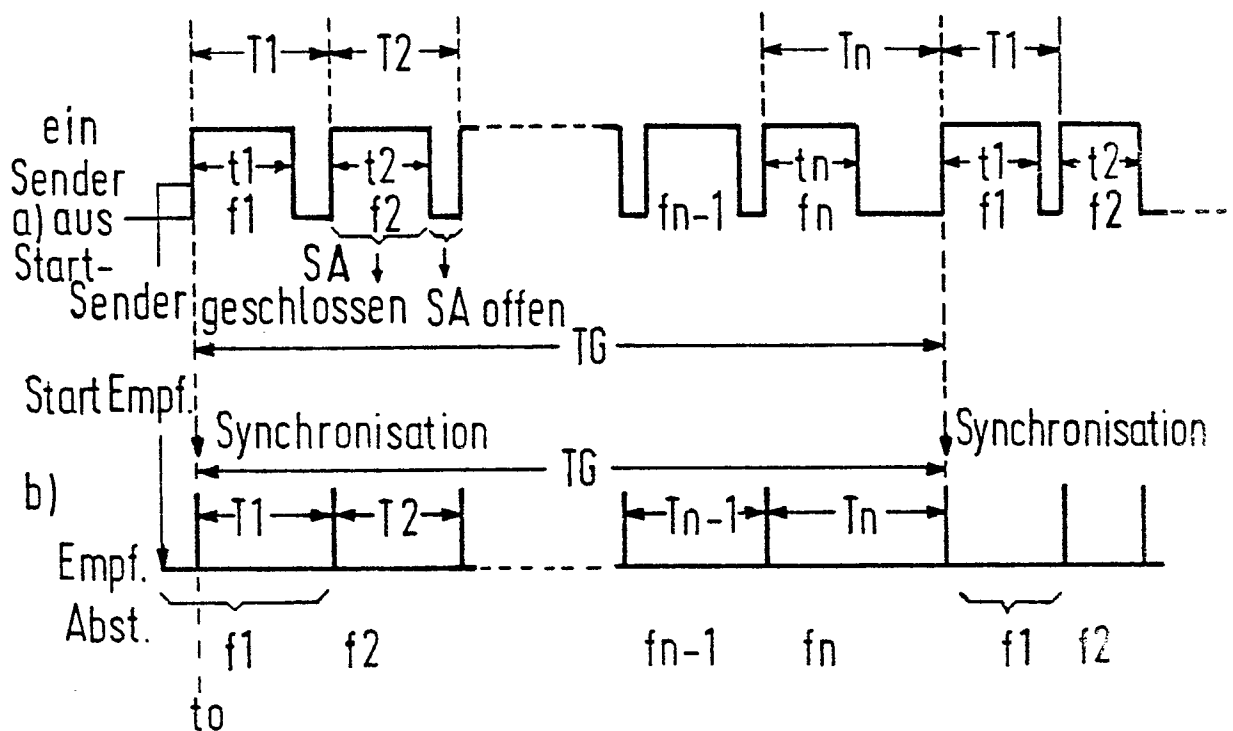 T1 T2 Tn T1
ein
Sender
a) aus
t1 t2 tn t1 t2
f1 f2 fn-1 fn f1 f2
Start-
Sender
SA
geschlossen SA offen
TG
Start Empf.
Synchronisation Synchronisation
TG
b)
T1 T2 Tn-1 Tn
Empf.
Abst.
f1 f2 fn-1 fn f1 f2
to